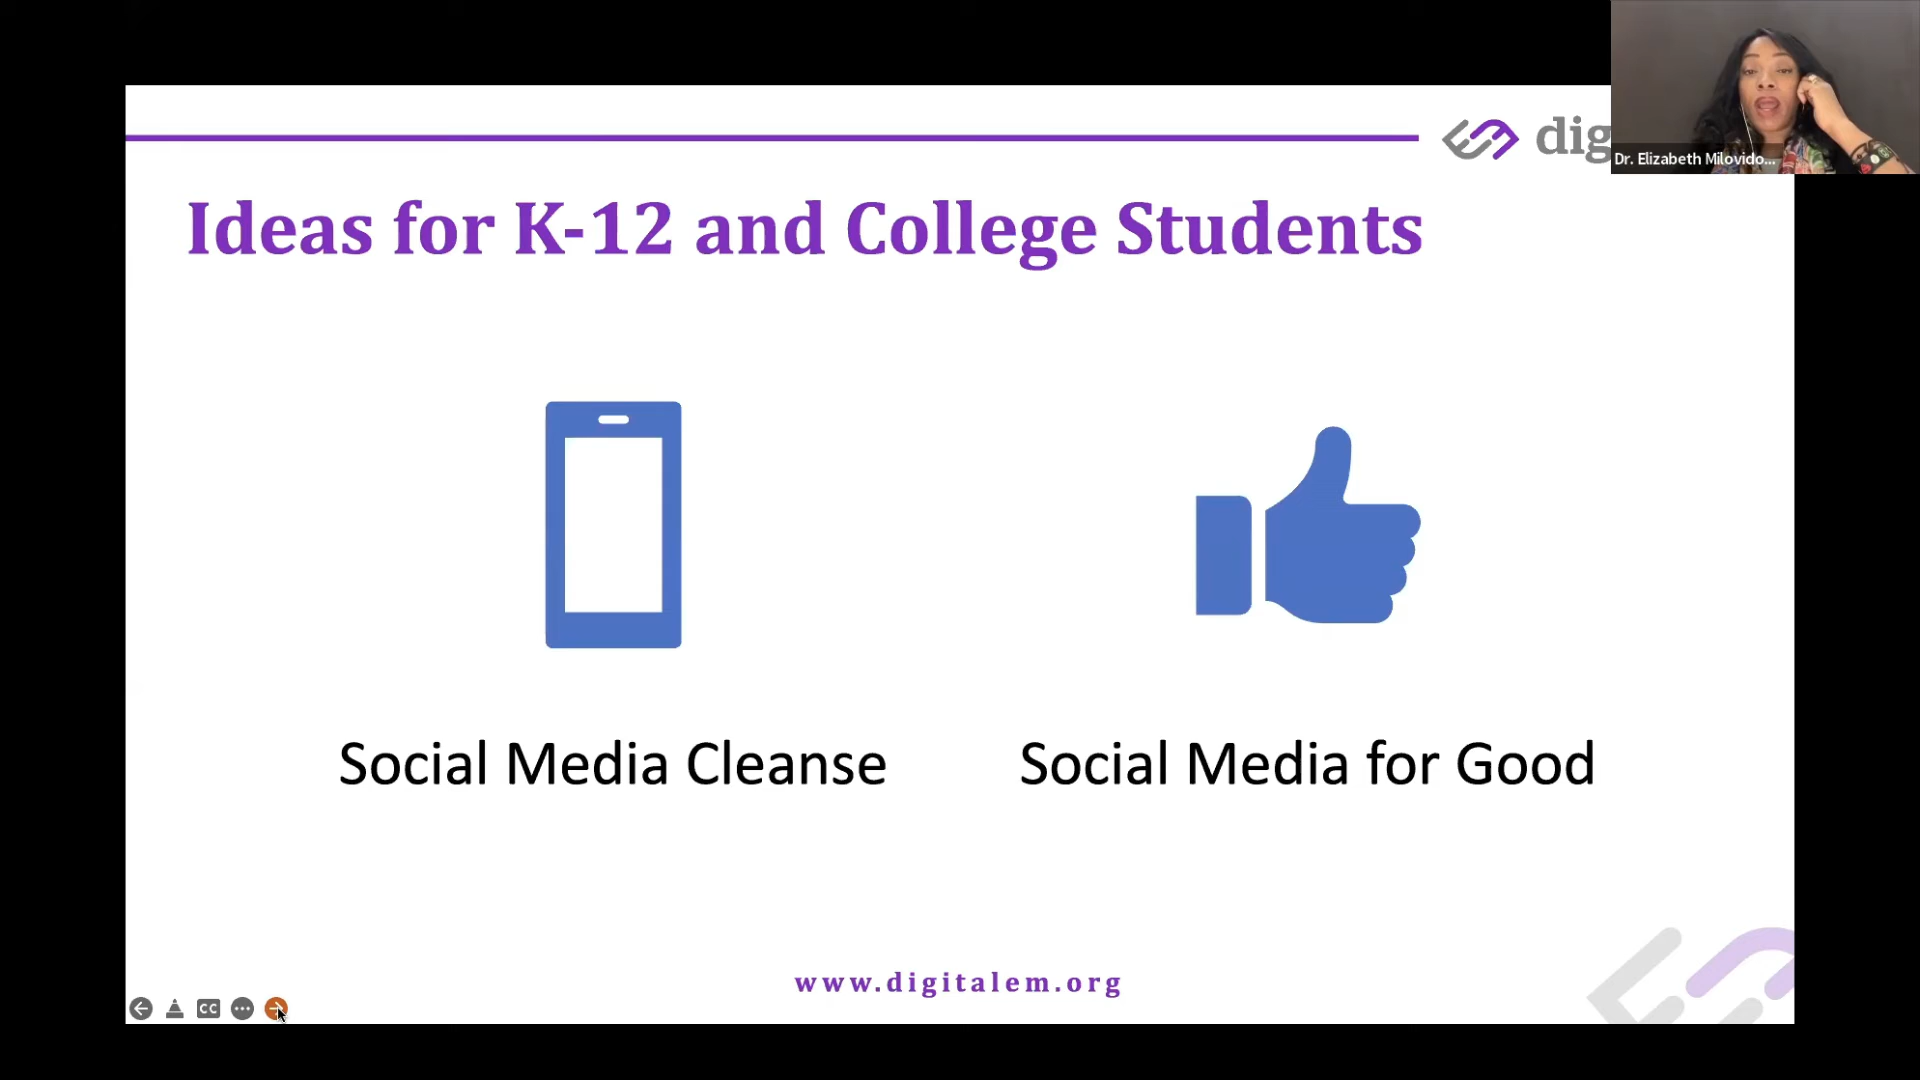 dig
Dr. Elizabeth Milovido...
Ideas for K-12 and College Students
Social Media Cleanse
Social Media for Good
www.digitalem.org
CC